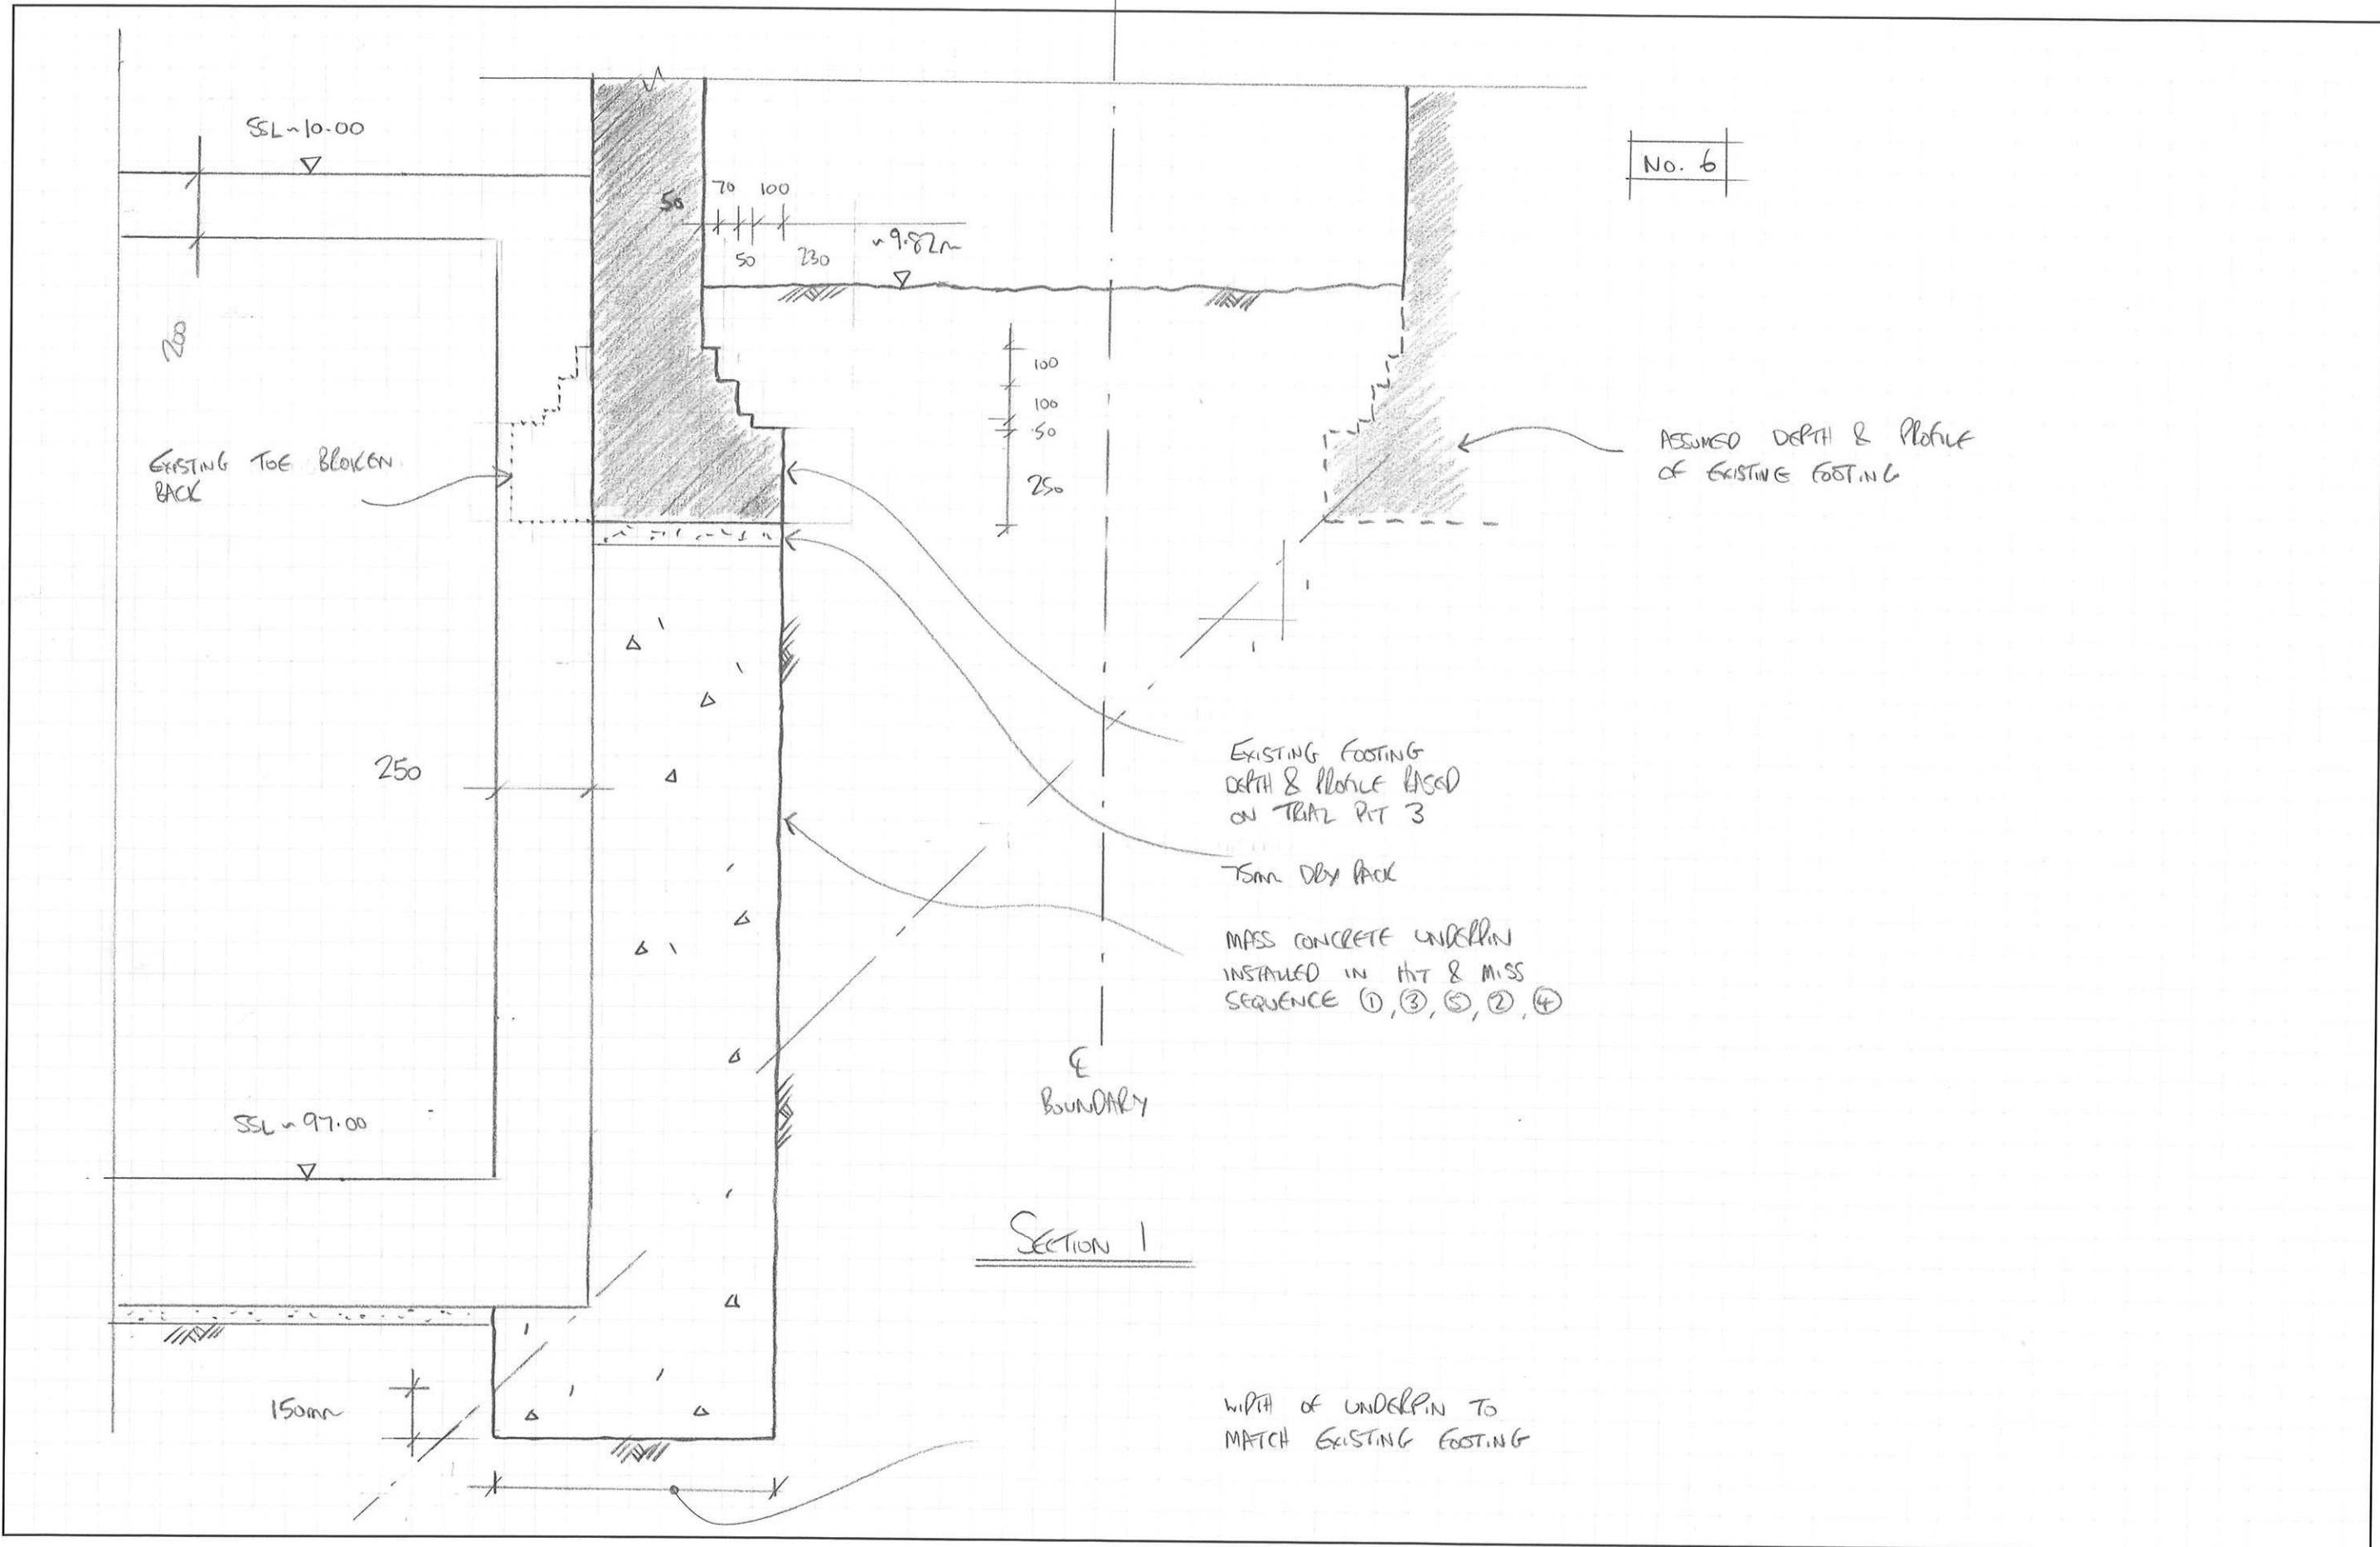 SSL ~ 10.00
No. 6
50 70 50 100
230
~ 9.82m
200
100
100
50
250
ASSUMED DEPTH & PROFILE
OF EXISTING FOOTING
EXISTING TOE BROKEN
BACK
250
EXISTING FOOTING
DEPTH & PROFILE BASED
ON TRIAL PIT 3
75mm DRY PACK
MASS CONCRETE UNDERPIN
INSTALLED IN HIT & MISS
SEQUENCE ①, ③, ⑤, ②, ④
℄
BOUNDARY
SSL ~ 97.00
SECTION 1
150mm
WIDTH OF UNDERPIN TO
MATCH EXISTING FOOTING